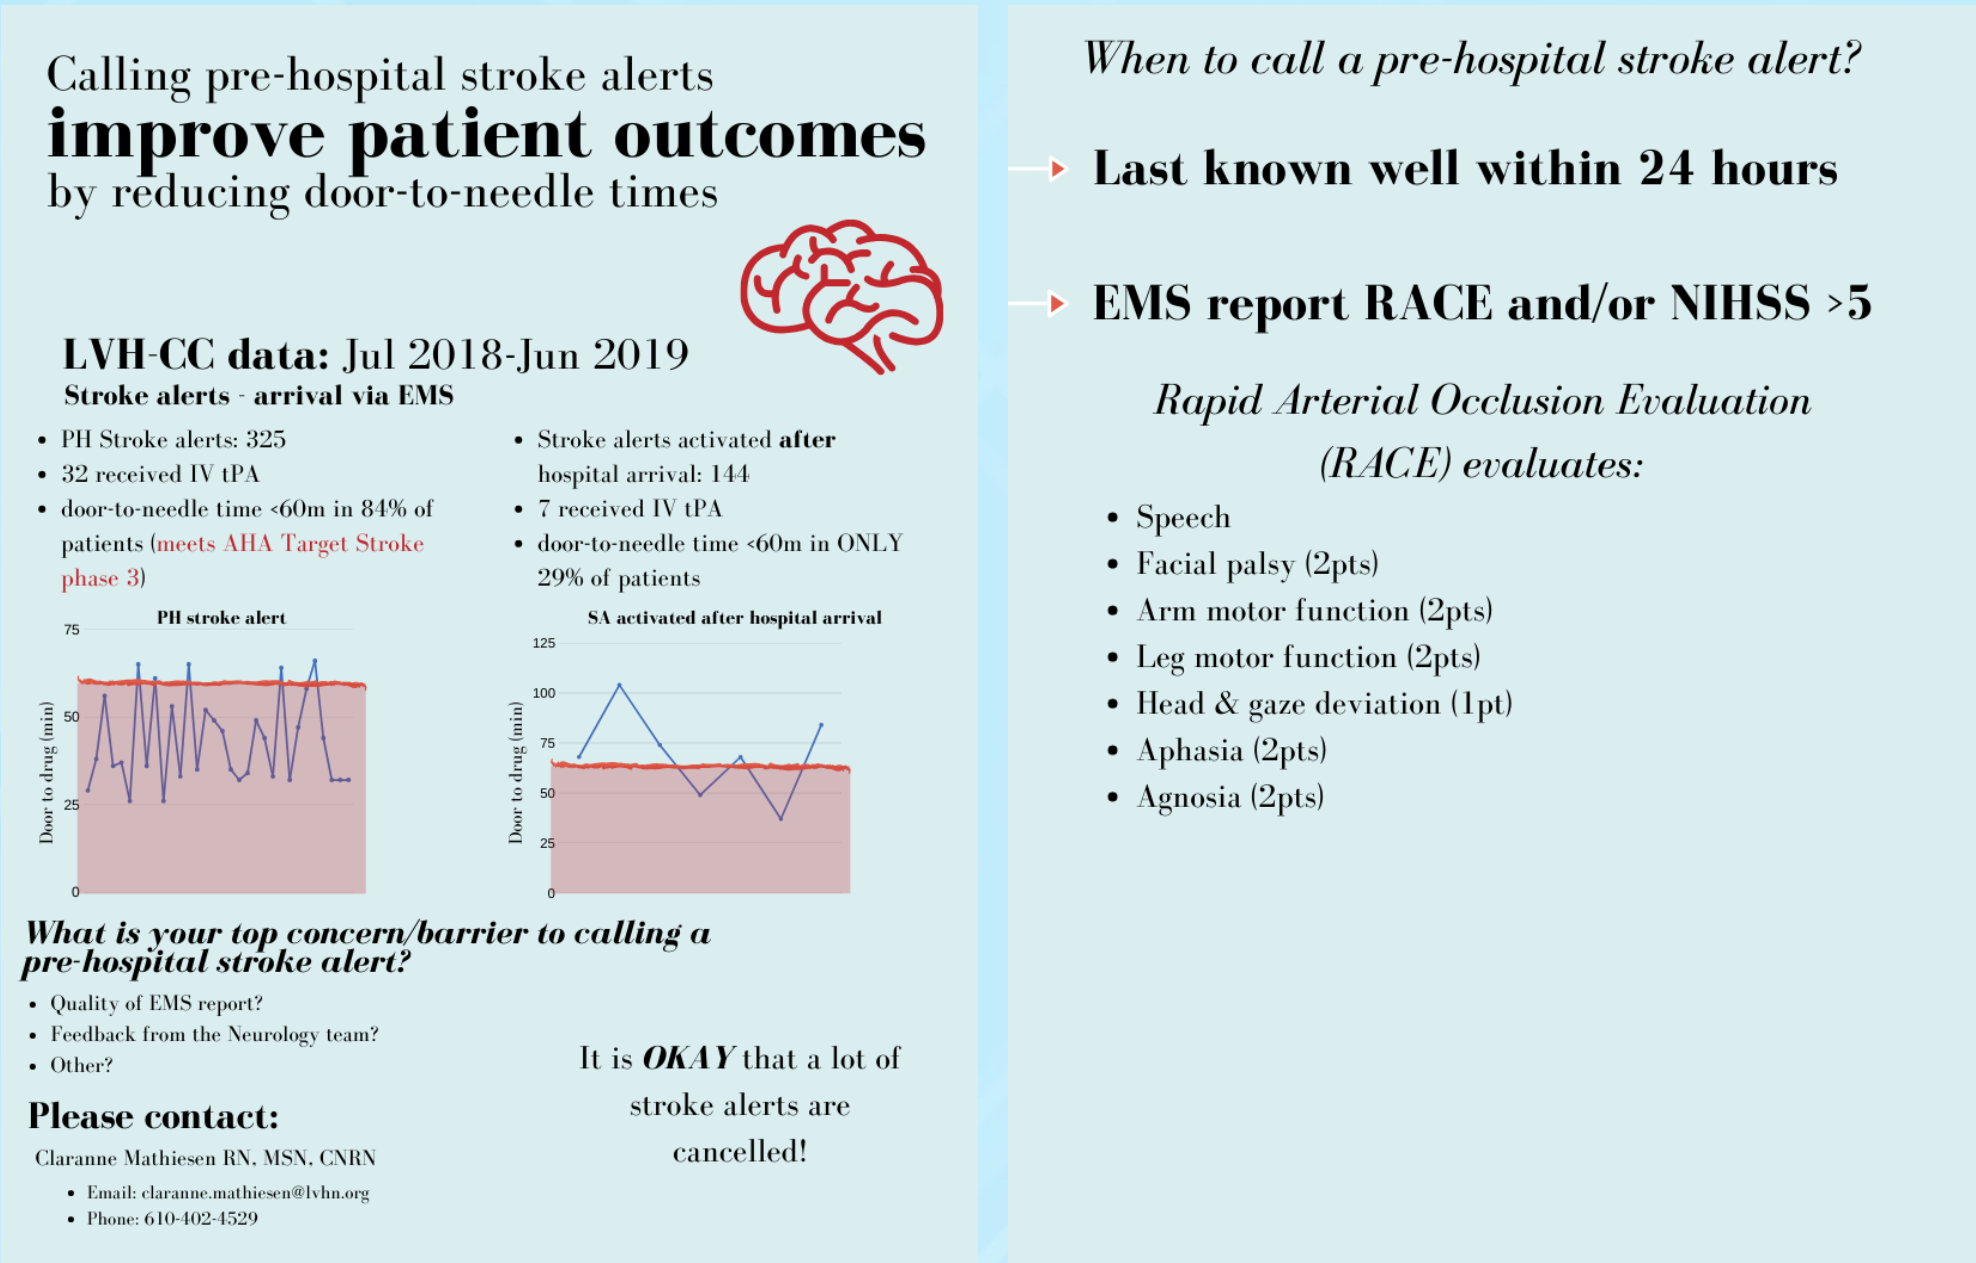 Calling pre-hospital stroke alerts
improve patient outcomes
by reducing door-to-needle times
LVH-CC data: Jul 2018-Jun 2019
Stroke alerts - arrival via EMS
• PH Stroke alerts: 325
• 32 received IV tPA
• door-to-needle time <60m in 84% of
patients (meets AHA Target Stroke
phase 3)
• Stroke alerts activated after
hospital arrival: 144
• 7 received IV tPA
• door-to-needle time <60m in ONLY
29% of patients
PH stroke alert
75
50
25
0
Door to drug (min)
SA activated after hospital arrival
125
100
75
50
25
0
Door to drug (min)
What is your top concern/barrier to calling a
pre-hospital stroke alert?
• Quality of EMS report?
• Feedback from the Neurology team?
• Other?
It is OKAY that a lot of
stroke alerts are
cancelled!
Please contact:
Claranne Mathiesen RN, MSN, CNRN
• Email: claranne.mathiesen@lvhn.org
• Phone: 610-402-4529
When to call a pre-hospital stroke alert?
Last known well within 24 hours
EMS report RACE and/or NIHSS >5
Rapid Arterial Occlusion Evaluation
(RACE) evaluates:
• Speech
• Facial palsy (2pts)
• Arm motor function (2pts)
• Leg motor function (2pts)
• Head & gaze deviation (1pt)
• Aphasia (2pts)
• Agnosia (2pts)